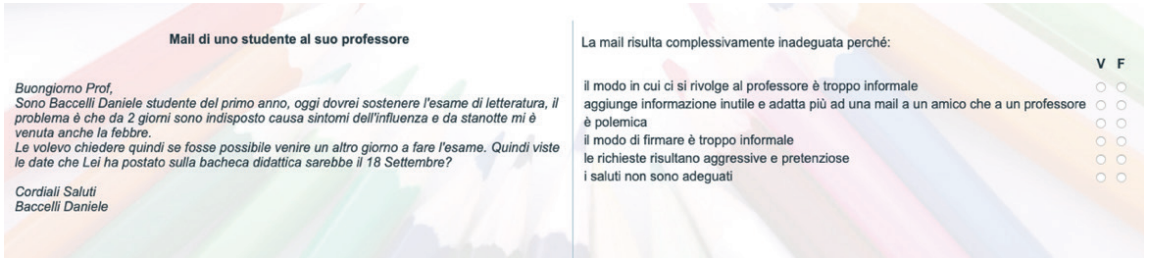 Mail di uno studente al suo professore
Buongiorno Prof,
Sono Baccelli Daniele studente del primo anno, oggi dovrei sostenere l'esame di letteratura, il
problema è che da 2 giorni sono indisposto causa sintomi dell'influenza e da stanotte mi è
venuta anche la febbre.
Le volevo chiedere quindi se fosse possibile venire un altro giorno a fare l'esame. Quindi viste
le date che Lei ha postato sulla bacheca didattica sarebbe il 18 Settembre?
Cordiali Saluti
Baccelli Daniele
La mail risulta complessivamente inadeguata perché:
V F
il modo in cui ci si rivolge al professore è troppo informale
aggiunge informazione inutile e adatta più ad una mail a un amico che a un professore
è polemica
il modo di firmare è troppo informale
le richieste risultano aggressive e pretenziose
i saluti non sono adeguati